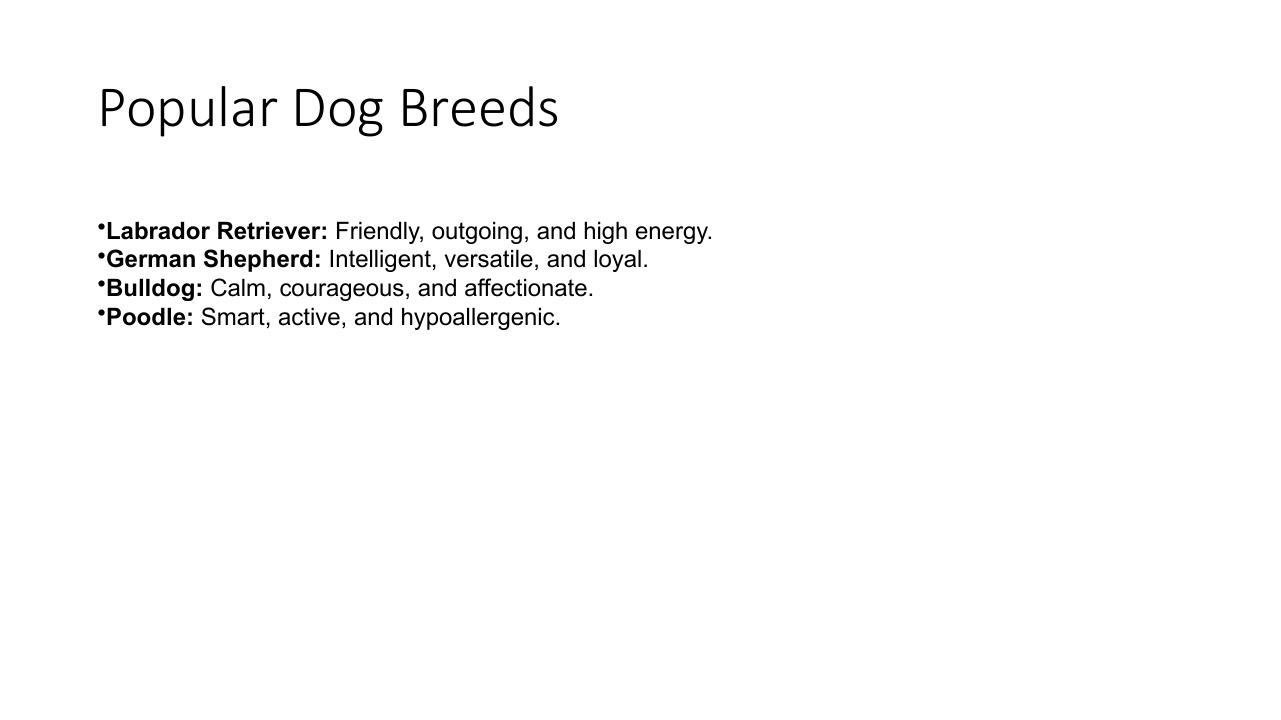 Popular Dog Breeds
•Labrador Retriever: Friendly, outgoing, and high energy.
•German Shepherd: Intelligent, versatile, and loyal.
•Bulldog: Calm, courageous, and affectionate.
•Poodle: Smart, active, and hypoallergenic.